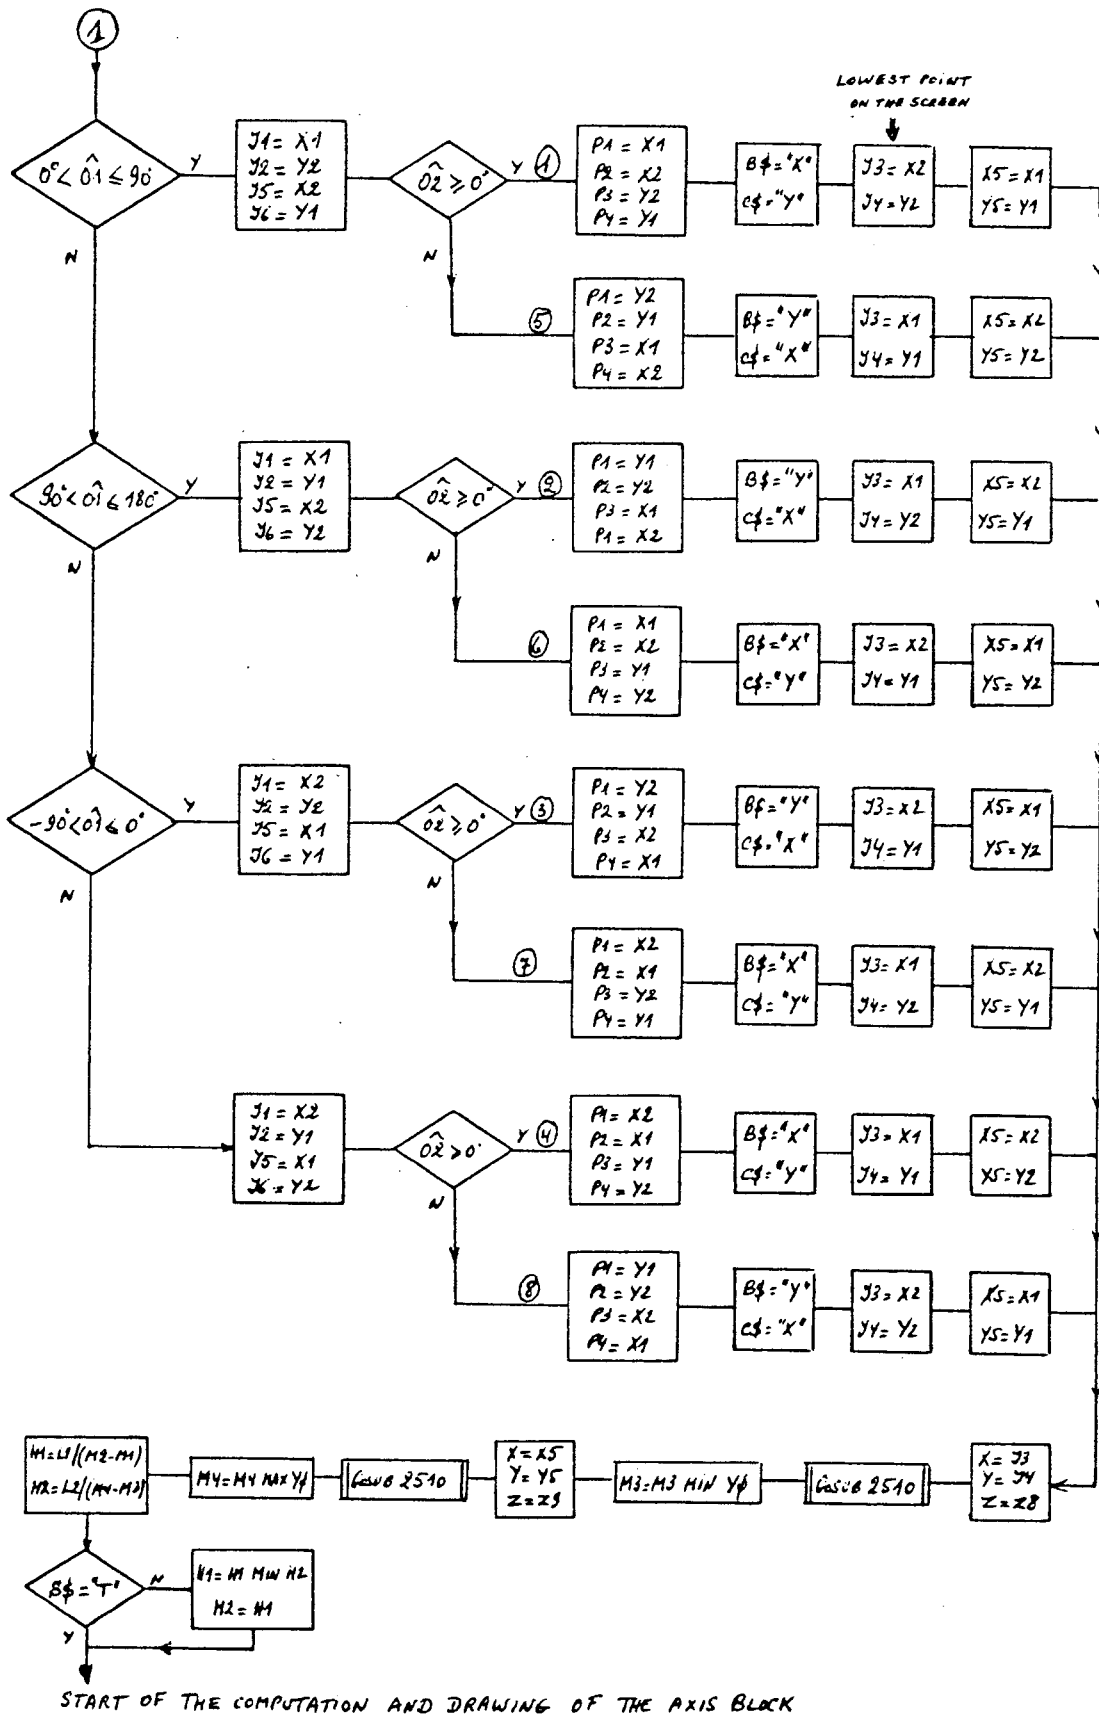 1
LOWEST POINT
ON THE SCREEN
0° < Ô1 ≤ 90°
Y
J1 = X1
J2 = Y2
J5 = X2
J6 = Y1
Ô2 ≥ 0°
Y
1
P1 = X1
P2 = X2
P3 = Y2
P4 = Y1
B$="X"
C$="Y"
J3 = X2
J4 = Y2
X5 = X1
Y5 = Y1
N
N
5
P1 = Y2
P2 = Y1
P3 = X1
P4 = X2
B$="Y"
C$="X"
J3 = X1
J4 = Y1
X5 = X2
Y5 = Y2
90° < Ô1 ≤ 180°
Y
J1 = X1
J2 = Y1
J5 = X2
J6 = Y2
Ô2 ≥ 0°
Y
2
P1 = Y1
P2 = Y2
P3 = X1
P1 = X2
B$="Y"
C$="X"
J3 = X1
J4 = Y2
X5 = X2
Y5 = Y1
N
N
6
P1 = X1
P2 = X2
P3 = Y1
P4 = Y2
B$="X"
C$="Y"
J3 = X2
J4 = Y1
X5 = X1
Y5 = Y2
-90° < Ô1 ≤ 0°
Y
J1 = X2
J2 = Y2
J5 = X1
J6 = Y1
Ô2 ≥ 0°
Y
3
P1 = Y2
P2 = Y1
P3 = X2
P4 = X1
B$="Y"
C$="X"
J3 = X2
J4 = Y1
X5 = X1
Y5 = Y2
N
N
7
P1 = X2
P2 = X1
P3 = Y2
P4 = Y1
B$="X"
C$="Y"
J3 = X1
J4 = Y2
X5 = X2
Y5 = Y1
J1 = X2
J2 = Y1
J5 = X1
J6 = Y2
Ô2 ≥ 0°
Y
4
P1 = X2
P2 = X1
P3 = Y1
P4 = Y2
B$="X"
C$="Y"
J3 = X1
J4 = Y1
X5 = X2
X5 = Y2
N
8
P1 = Y1
P2 = Y2
P3 = X2
P4 = X1
B$="Y"
C$="X"
J3 = X2
J4 = Y2
X5 = X1
Y5 = Y1
H1=L1/(M2-M1)
H2=L2/(M4-M3)
M4=M4 MAX Yϕ
GOSUB 2510
X = X5
Y = Y5
Z = Z9
M3=M3 MIN Yϕ
GOSUB 2510
X = J3
Y = J4
Z = Z8
S$="T"
N
H1 = H1 MIN H2
H2 = H1
Y
START OF THE COMPUTATION AND DRAWING OF THE AXIS BLOCK